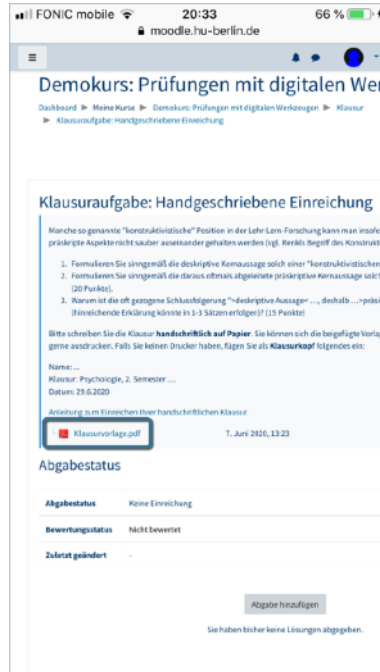 FONIC mobile 20:33 66 %
moodle.hu-berlin.de
Demokurs: Prüfungen mit digitalen Wer
Dashboard ▶ Meine Kurse ▶ Demokurs: Prüfungen mit digitalen Werkzeugen ▶ Klausur
▶ Klausuraufgabe: Handgeschriebene Einreichung
Klausuraufgabe: Handgeschriebene Einreichung
Manche so genannte "konstruktivistische" Position in der Lehr-Lern-Forschung kann man insofe
präskripte Aspekte nicht sauber auseinander gehalten werden (vgl. Begriff des Konstrukt
1. Formulieren Sie sinngemäß die deskriptive Kernaussage solch einer "konstruktivistischen
2. Formulieren Sie sinngemäß die daraus oftmals abgeleitete präskriptive Kernaussage solc
(20 Punkte).
3. Warum ist die oft gezogene Schlussfolgerung ">deskriptive Aussage< ..., deshalb ...>präs
(hinreichende Erklärung könnte in 1-3 Sätzen erfolgen)? (15 Punkte)
Bitte schreiben Sie die Klausur handschriftlich auf Papier. Sie können sich die beigefügte Vorla
gerne ausdrucken. Falls Sie keinen Drucker haben, fügen Sie als Klausurkopf folgendes ein:
Name: ...
Klausur: Psychologie, 2. Semester ....
Datum: 29.6.2020
Anleitung zum Einreichen Ihrer handschriftlichen Klausur
Klausurvorlage.pdf 7. Juni 2020, 13:23
Abgabestatus
Abgabestatus Keine Einreichung
Bewertungsstatus Nicht bewertet
Zuletzt geändert -
Abgabe hinzufügen
Sie haben bisher keine Lösungen abgegeben.